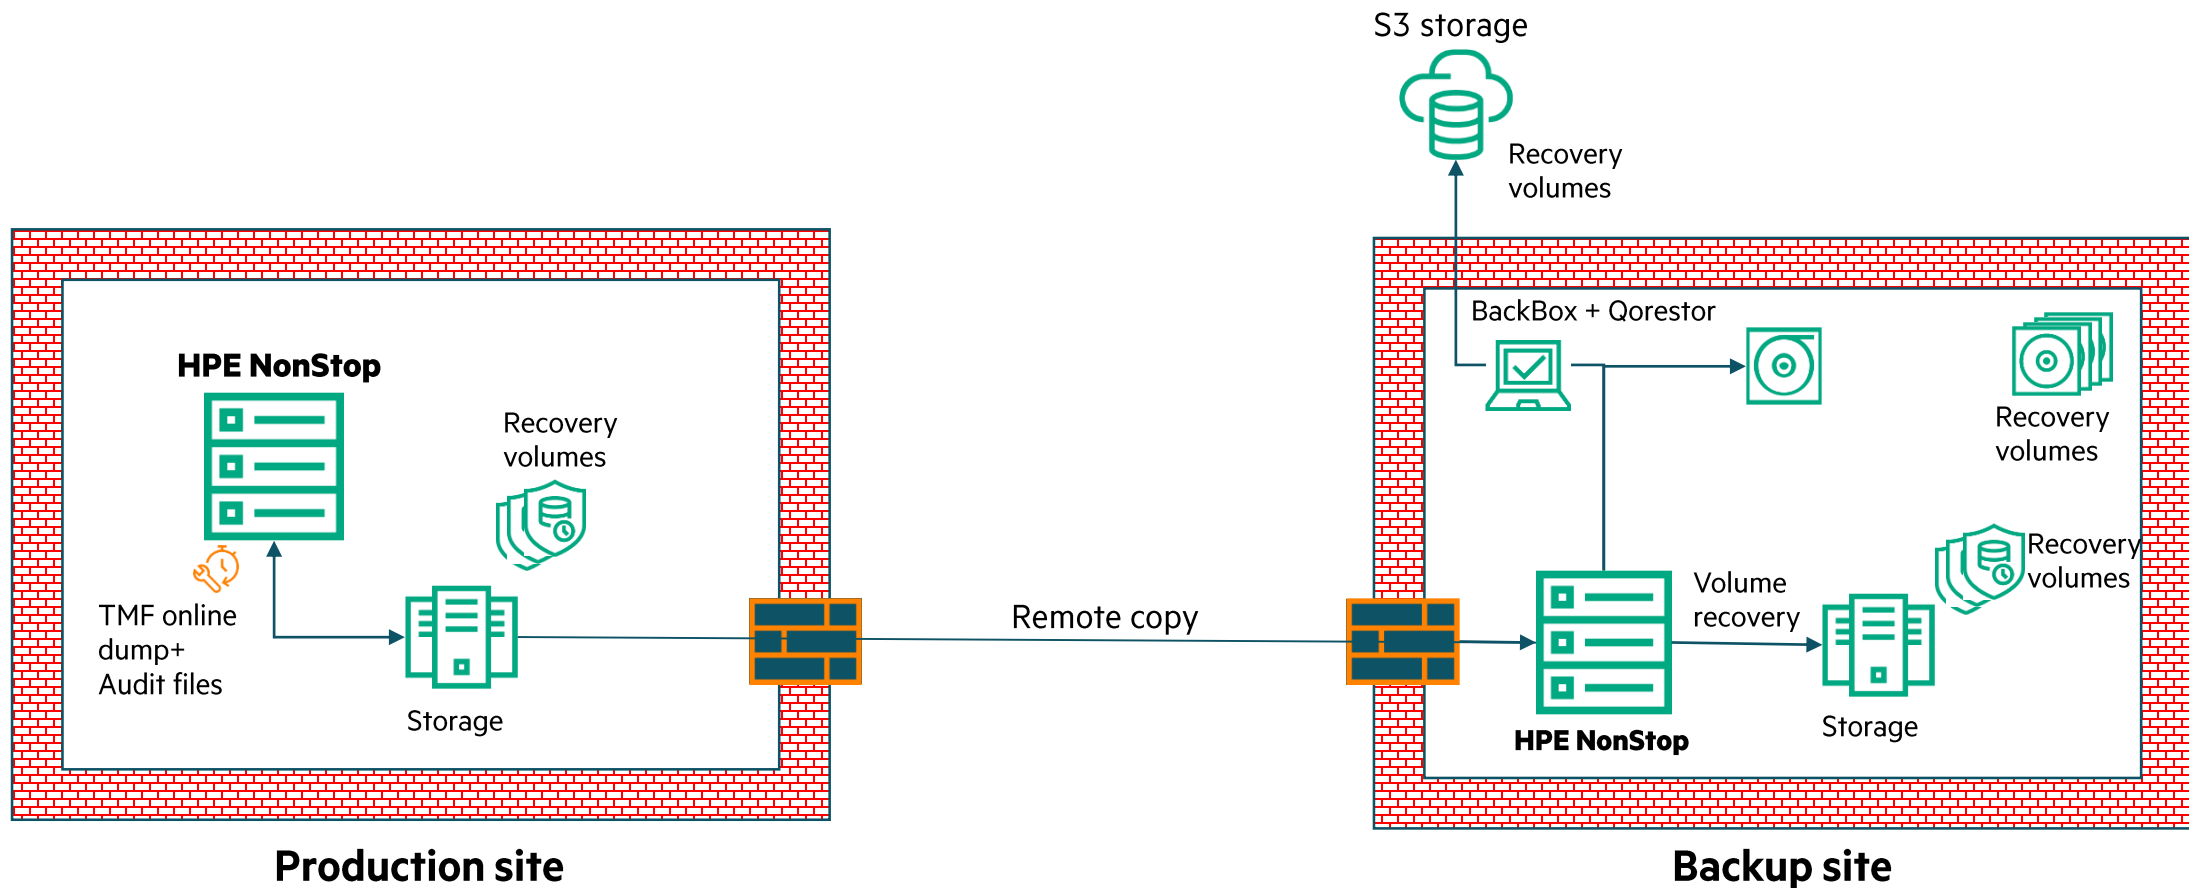 S3 storage
Recovery
volumes
HPE NonStop
Recovery
volumes
TMF online
dump+
Audit files
Storage
Production site
Remote copy
BackBox + Qorestor
Recovery
volumes
Recovery
volumes
Volume
recovery
HPE NonStop
Storage
Backup site